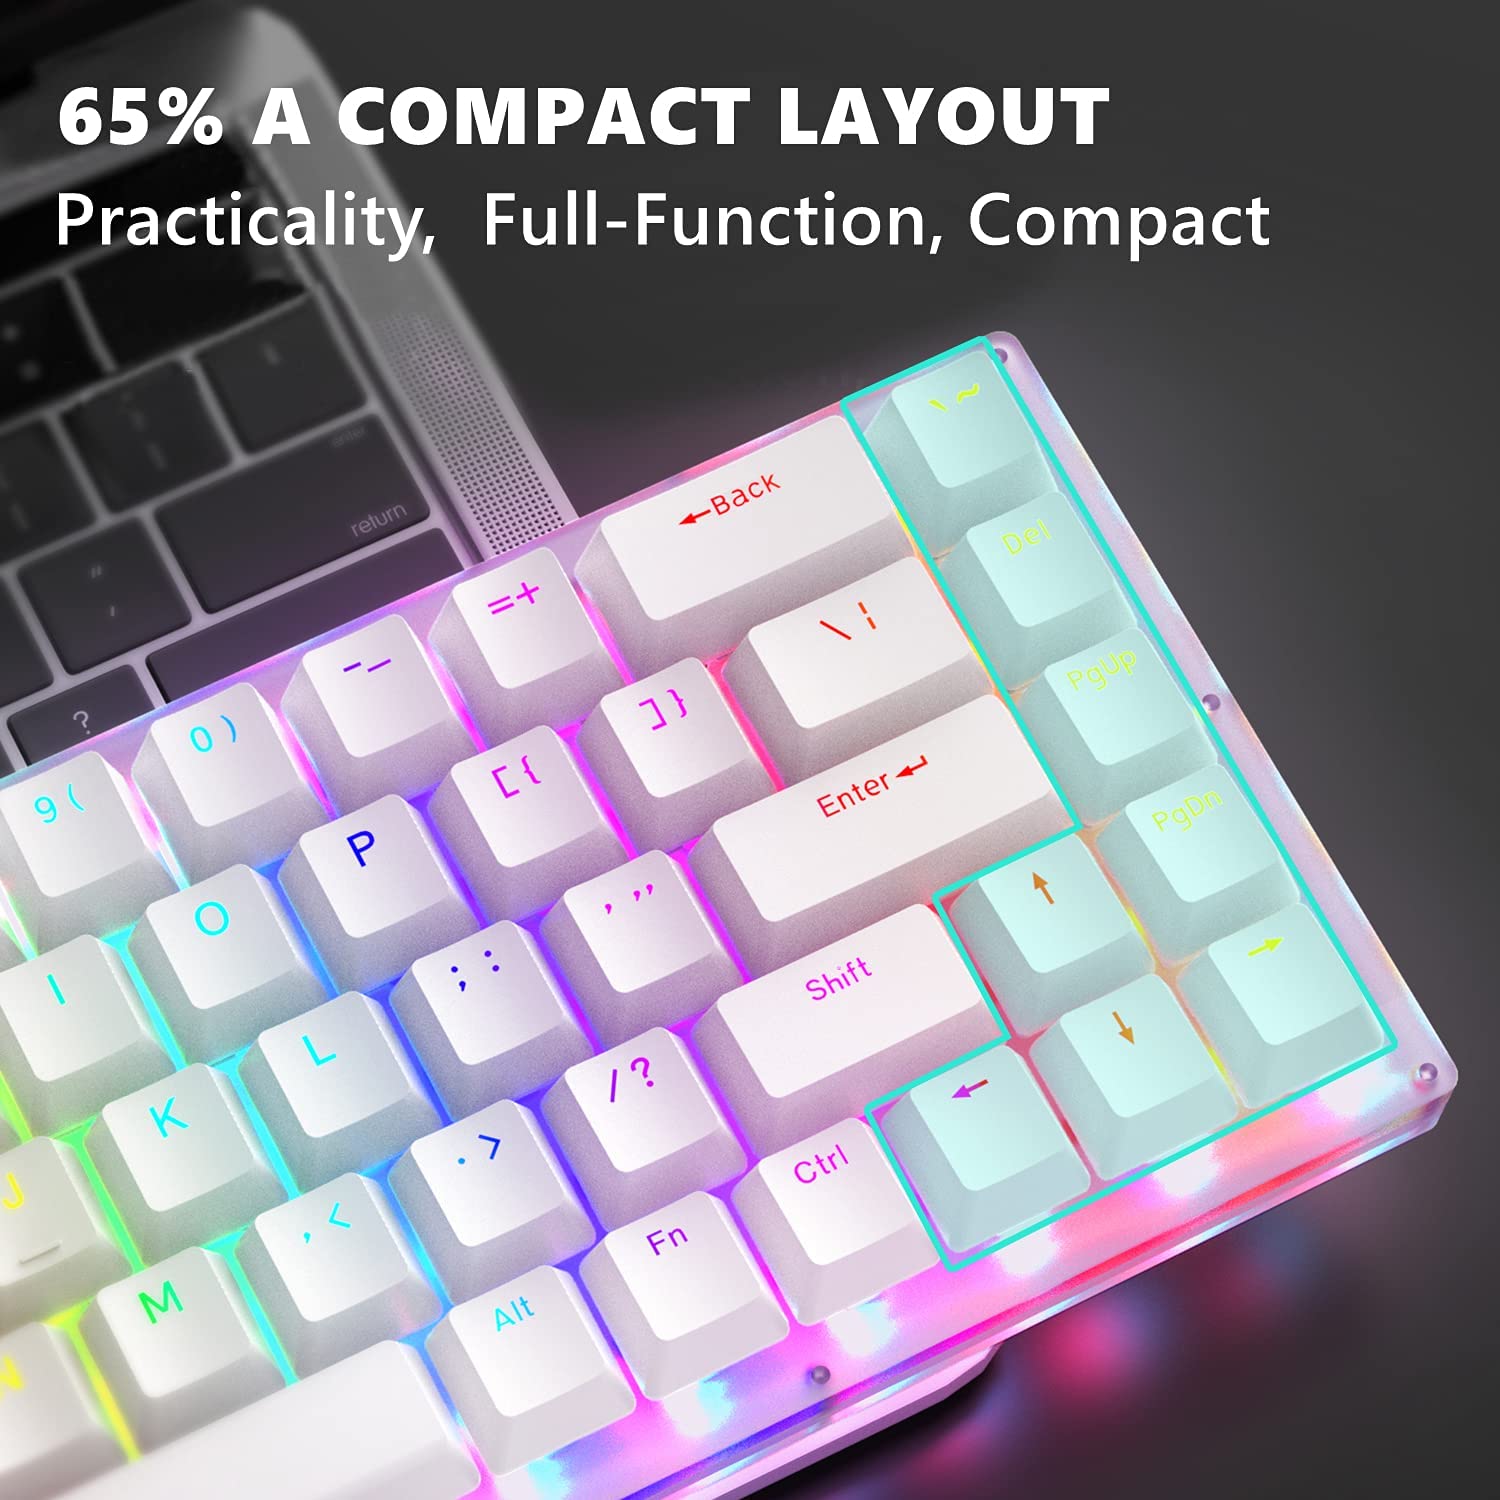 65% A COMPACT LAYOUT
Practicality, Full-Function, Compact
enter
return
" '
?
9 ( 0 ) - _ = + ←Back ` ~
I O P [ { ] } \ ¦ Del
J K L ; : , ,, Enter↵ PgUp
N M , < . > / ? Shift ↑ PgDn
Alt Fn Ctrl ← ↓ →